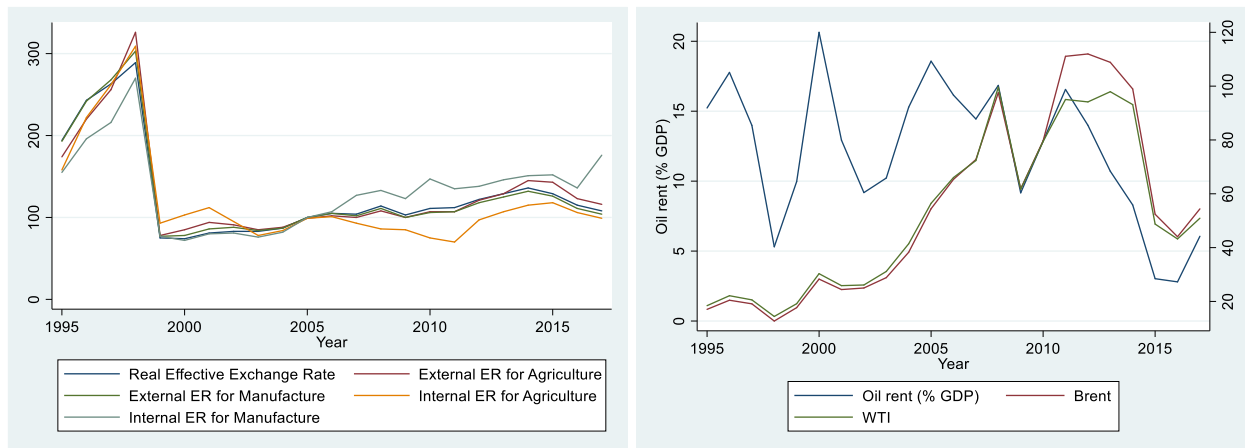 300
200
100
0
1995
2000
2005
2010
2015
Year
Real Effective Exchange Rate
External ER for Agriculture
External ER for Manufacture
Internal ER for Agriculture
Internal ER for Manufacture
Oil rent (% GDP)
20
15
10
5
0
120
100
80
60
40
20
1995
2000
2005
2010
2015
Year
Oil rent (% GDP)
Brent
WTI